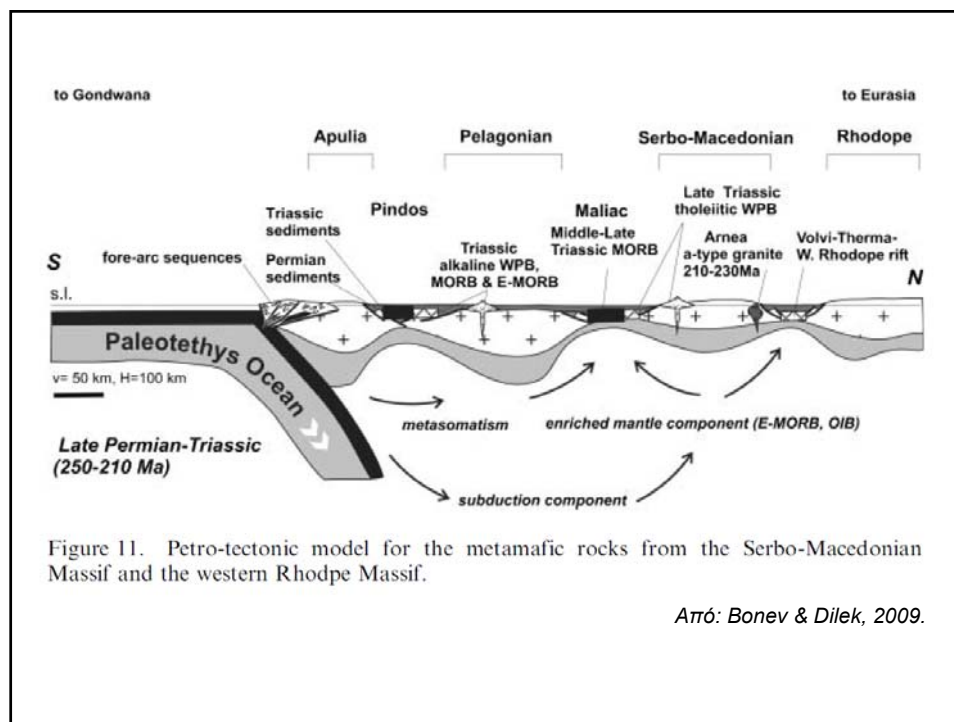 to Gondwana
to Eurasia
Apulia
Pelagonian
Serbo-Macedonian
Rhodope
Triassic
sediments
Pindos
Maliac
Late Triassic
tholeiitic WPB
Permian
sediments
Triassic
alkaline WPB,
MORB & E-MORB
Middle-Late
Triassic MORB
Arnea
a-type granite
210-230Ma
Volvi-Therma-
W. Rhodope rift
S
fore-arc sequences
N
s.l.
Paleotethys Ocean
v= 50 km, H=100 km
metasomatism
enriched mantle component (E-MORB, OIB)
Late Permian-Triassic
(250-210 Ma)
subduction component
Figure 11. Petro-tectonic model for the metamafic rocks from the Serbo-Macedonian
Massif and the western Rhodpe Massif.
Από: Bonev & Dilek, 2009.